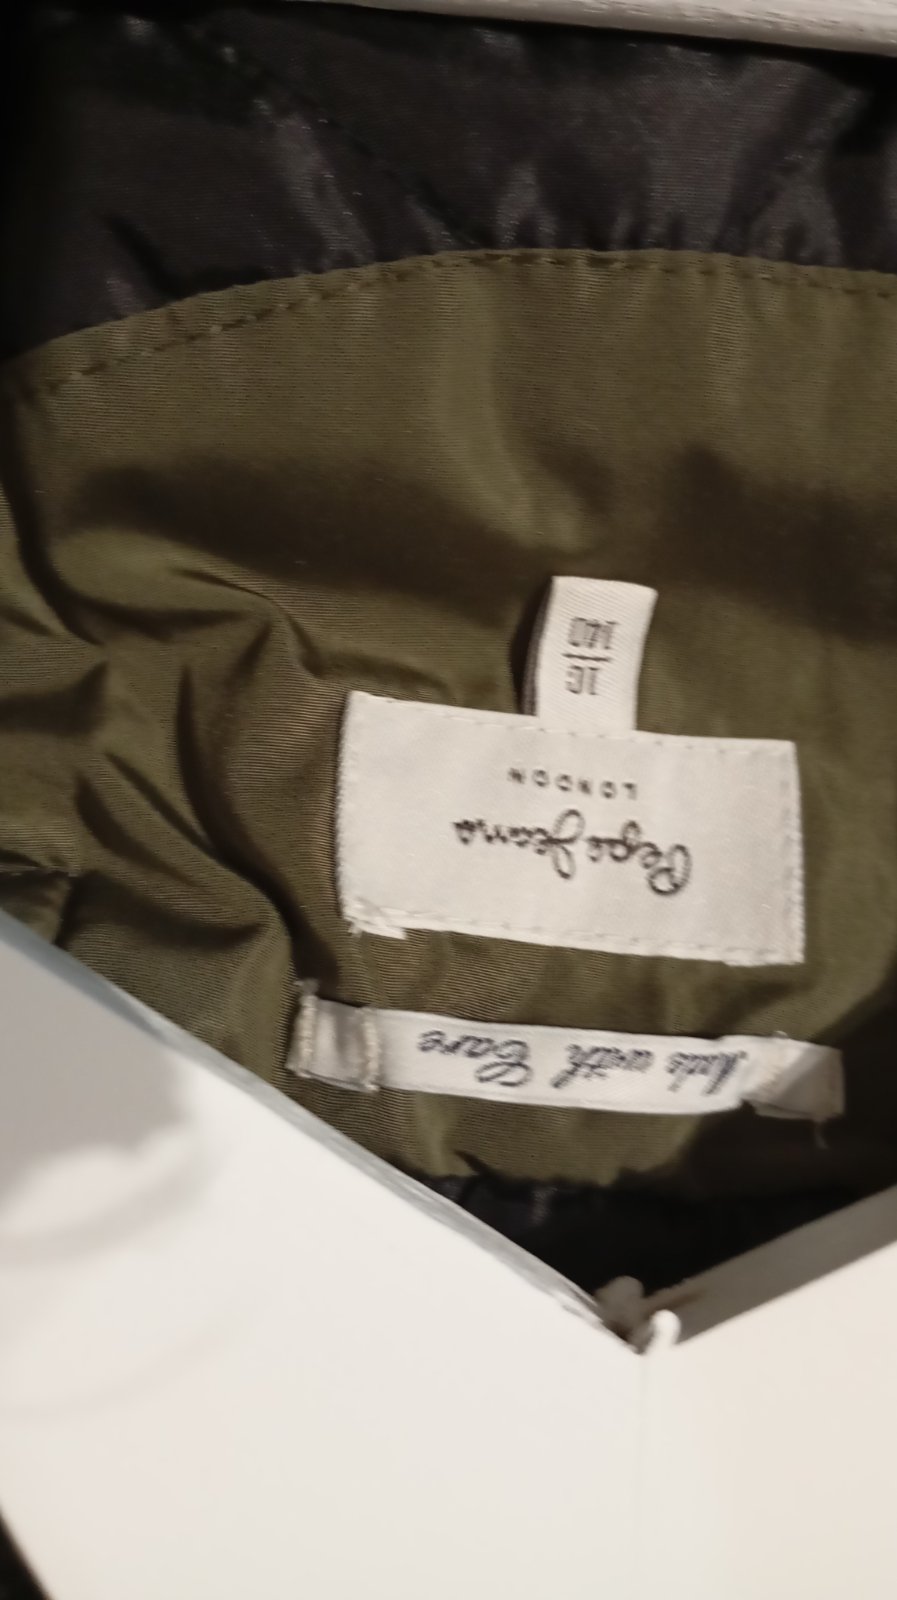 Made with Care
Pepe Jeans
LONDON
10
140